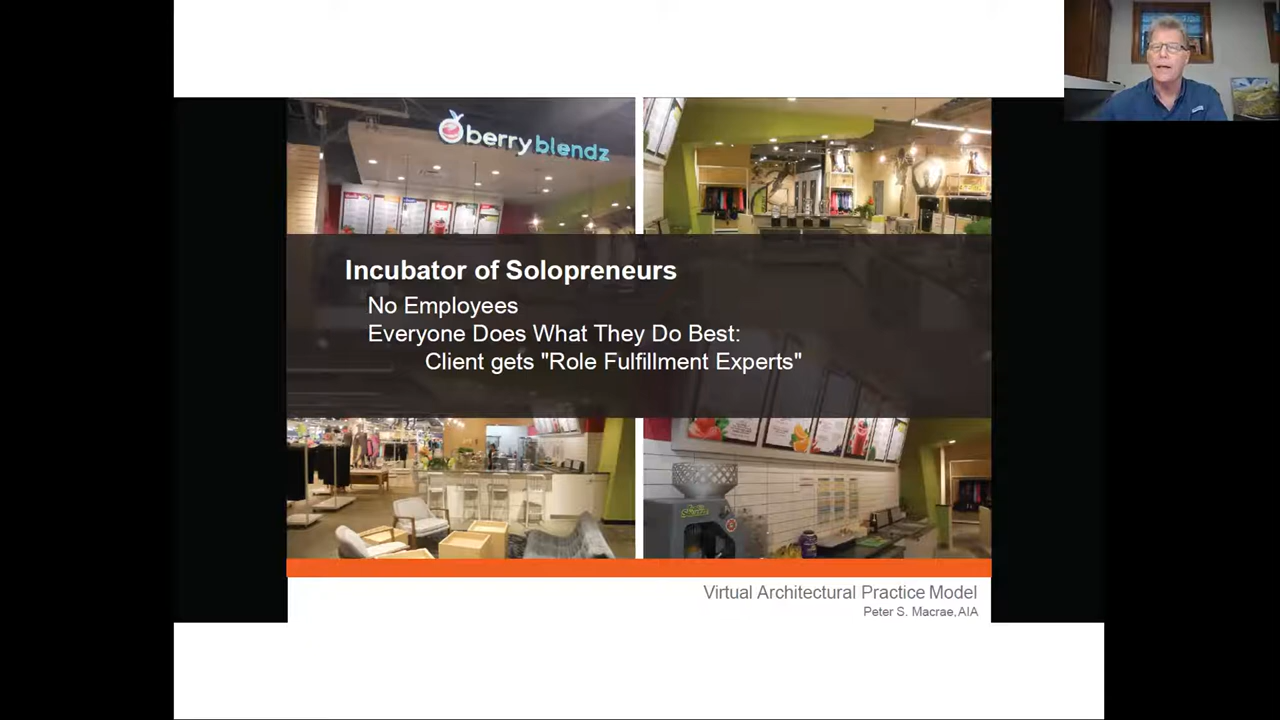 berryblendz
Incubator of Solopreneurs
No Employees
Everyone Does What They Do Best:
Client gets "Role Fulfillment Experts"
Virtual Architectural Practice Model
Peter S. Macrae, AIA